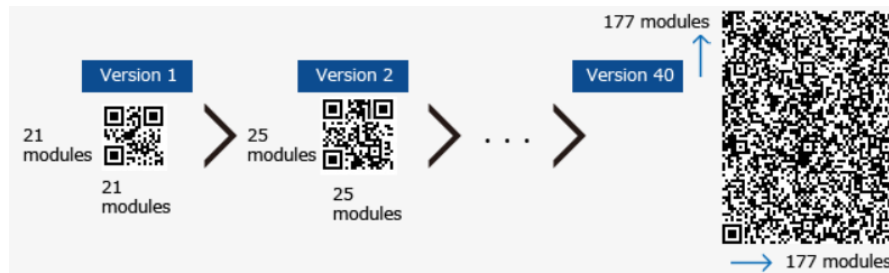 177 modules
Version 1
Version 2
Version 40
21
modules
25
modules
. . .
21
modules
25
modules
177 modules